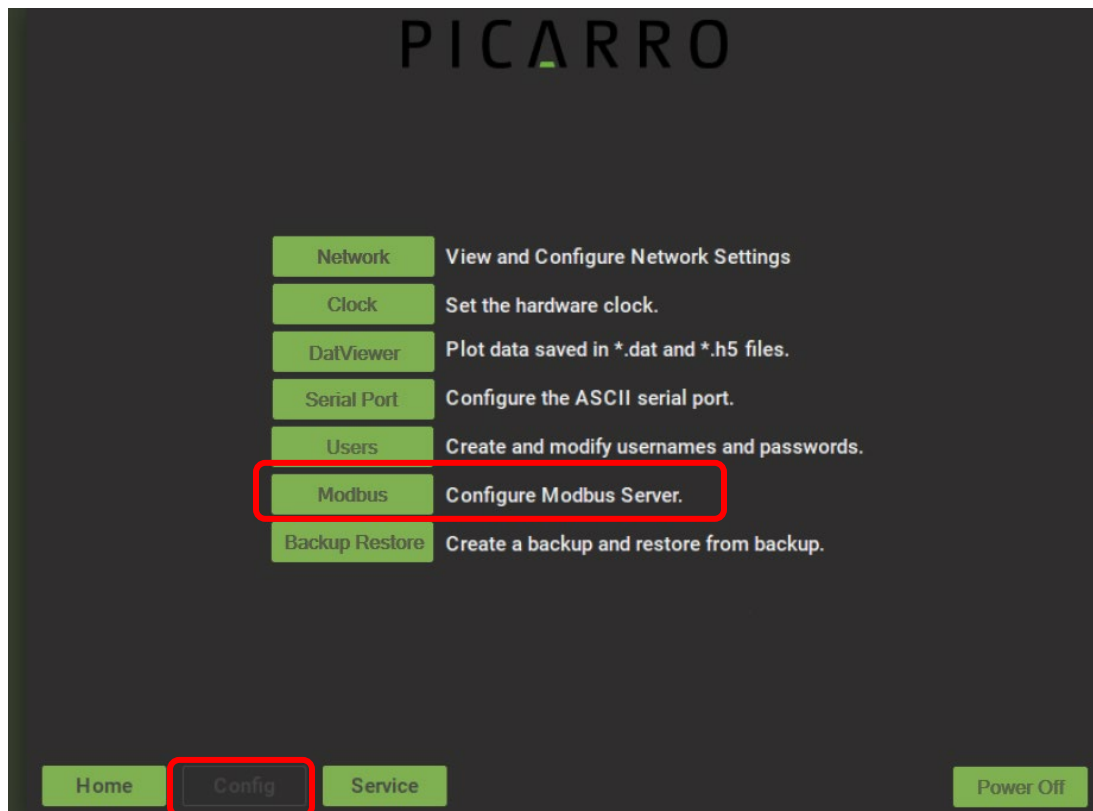 PICARRO
Network View and Configure Network Settings
Clock Set the hardware clock.
DatViewer Plot data saved in *.dat and *.h5 files.
Serial Port Configure the ASCII serial port.
Users Create and modify usernames and passwords.
Modbus Configure Modbus Server.
Backup Restore Create a backup and restore from backup.
Home Config Service Power Off